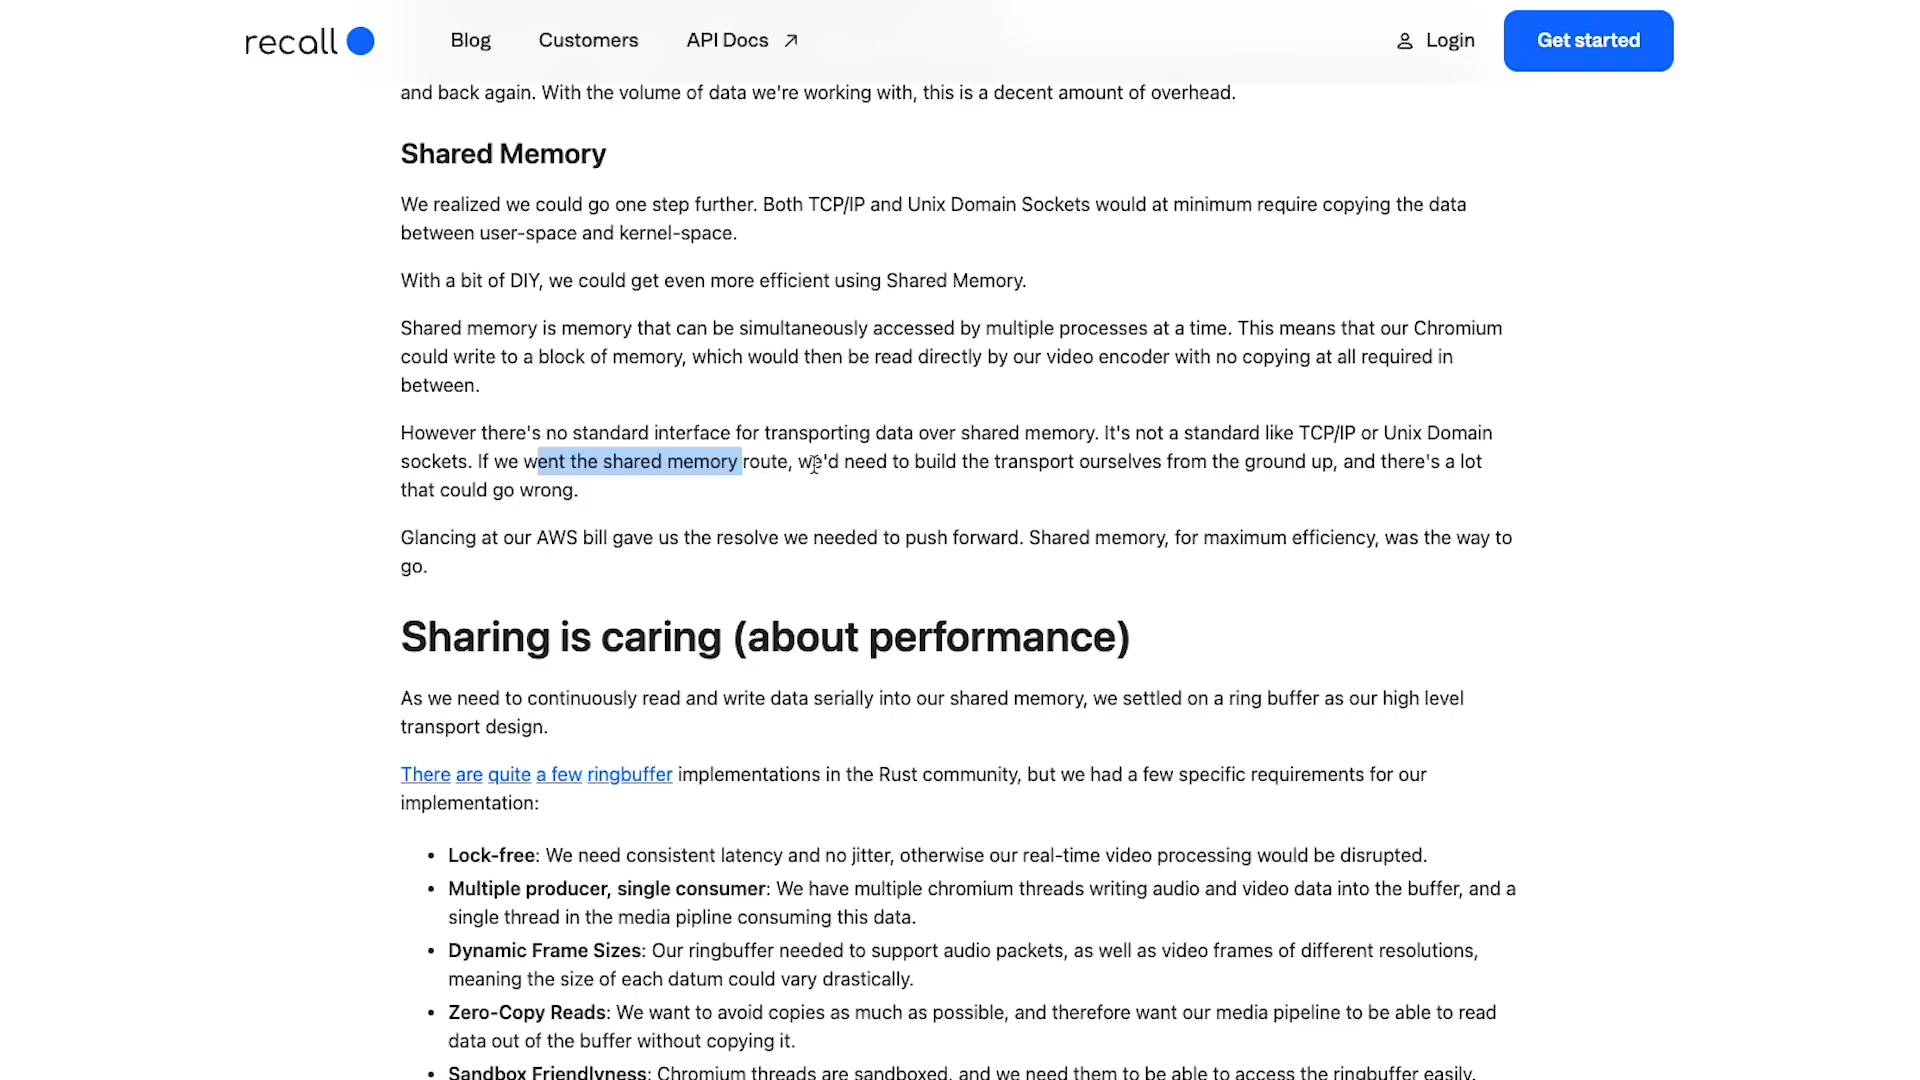 recall
Blog
Customers
API Docs
Login
Get started
and back again. With the volume of data we're working with, this is a decent amount of overhead.
Shared Memory
We realized we could go one step further. Both TCP/IP and Unix Domain Sockets would at minimum require copying the data
between user-space and kernel-space.
With a bit of DIY, we could get even more efficient using Shared Memory.
Shared memory is memory that can be simultaneously accessed by multiple processes at a time. This means that our Chromium
could write to a block of memory, which would then be read directly by our video encoder with no copying at all required in
between.
However there's no standard interface for transporting data over shared memory. It's not a standard like TCP/IP or Unix Domain
sockets. If we went the shared memory route, we'd need to build the transport ourselves from the ground up, and there's a lot
that could go wrong.
Glancing at our AWS bill gave us the resolve we needed to push forward. Shared memory, for maximum efficiency, was the way to
go.
Sharing is caring (about performance)
As we need to continuously read and write data serially into our shared memory, we settled on a ring buffer as our high level
transport design.
There are quite a few ringbuffer implementations in the Rust community, but we had a few specific requirements for our
implementation:
• Lock-free: We need consistent latency and no jitter, otherwise our real-time video processing would be disrupted.
• Multiple producer, single consumer: We have multiple chromium threads writing audio and video data into the buffer, and a
single thread in the media pipline consuming this data.
• Dynamic Frame Sizes: Our ringbuffer needed to support audio packets, as well as video frames of different resolutions,
meaning the size of each datum could vary drastically.
• Zero-Copy Reads: We want to avoid copies as much as possible, and therefore want our media pipeline to be able to read
data out of the buffer without copying it.
• Sandbox Friendlyness: Chromium threads are sandboxed, and we need them to be able to access the ringbuffer easily.